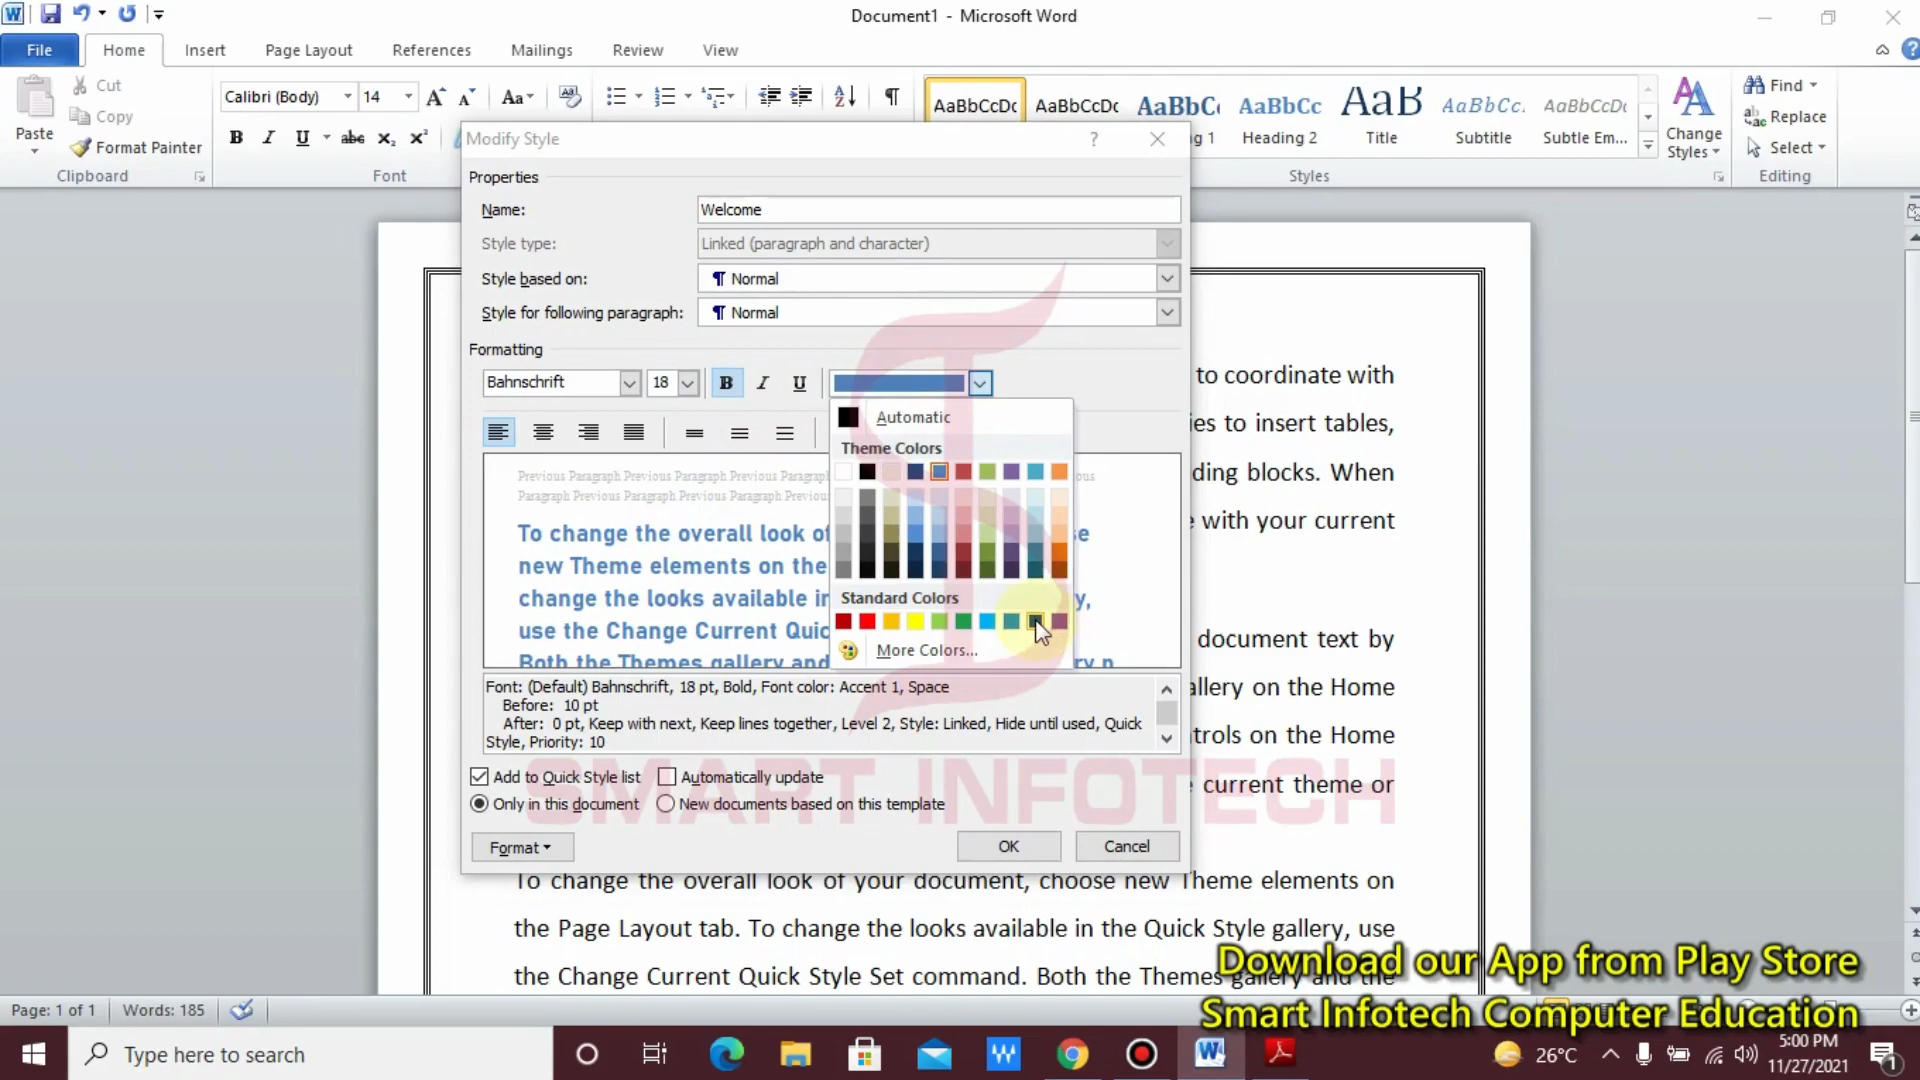 Document1 - Microsoft Word
File Home Insert Page Layout References Mailings Review View
Paste
Cut
Copy
Format Painter
Clipboard
Calibri (Body) 14
Font
AaBbCcDc AaBbCcDc AaBbC AaBbCc AaB AaBbCc. AaBbCcDc
g 1 Heading 2 Title Subtitle Subtle Em...
Change
Styles
Styles
Find
Replace
Select
Editing
Modify Style
Properties
Name: Welcome
Style type: Linked (paragraph and character)
Style based on: ¶ Normal
Style for following paragraph: ¶ Normal
Formatting
Bahnschrift 18 B I U
Automatic
Theme Colors
Standard Colors
More Colors...
Previous Paragraph Previous Paragraph Previous Paragraph
Paragraph Previous Paragraph Previous Paragraph
To change the overall look of
new Theme elements on the
change the looks available in
use the Change Current Quic
Both the Themes gallery and
Font: (Default) Bahnschrift, 18 pt, Bold, Font color: Accent 1, Space
Before: 10 pt
After: 0 pt, Keep with next, Keep lines together, Level 2, Style: Linked, Hide until used, Quick
Style, Priority: 10
Add to Quick Style list Automatically update
Only in this document New documents based on this template
Format OK Cancel
to coordinate with
ies to insert tables,
ding blocks. When
e with your current
document text by
allery on the Home
trols on the Home
e current theme or
SMART INFOTECH
To change the overall look of your document, choose new Theme elements on
the Page Layout tab. To change the looks available in the Quick Style gallery, use
the Change Current Quick Style Set command. Both the Themes gallery and the
Download our App from Play Store
Smart Infotech Computer Education
Page: 1 of 1 Words: 185
Type here to search
26°C
5:00 PM
11/27/2021
1